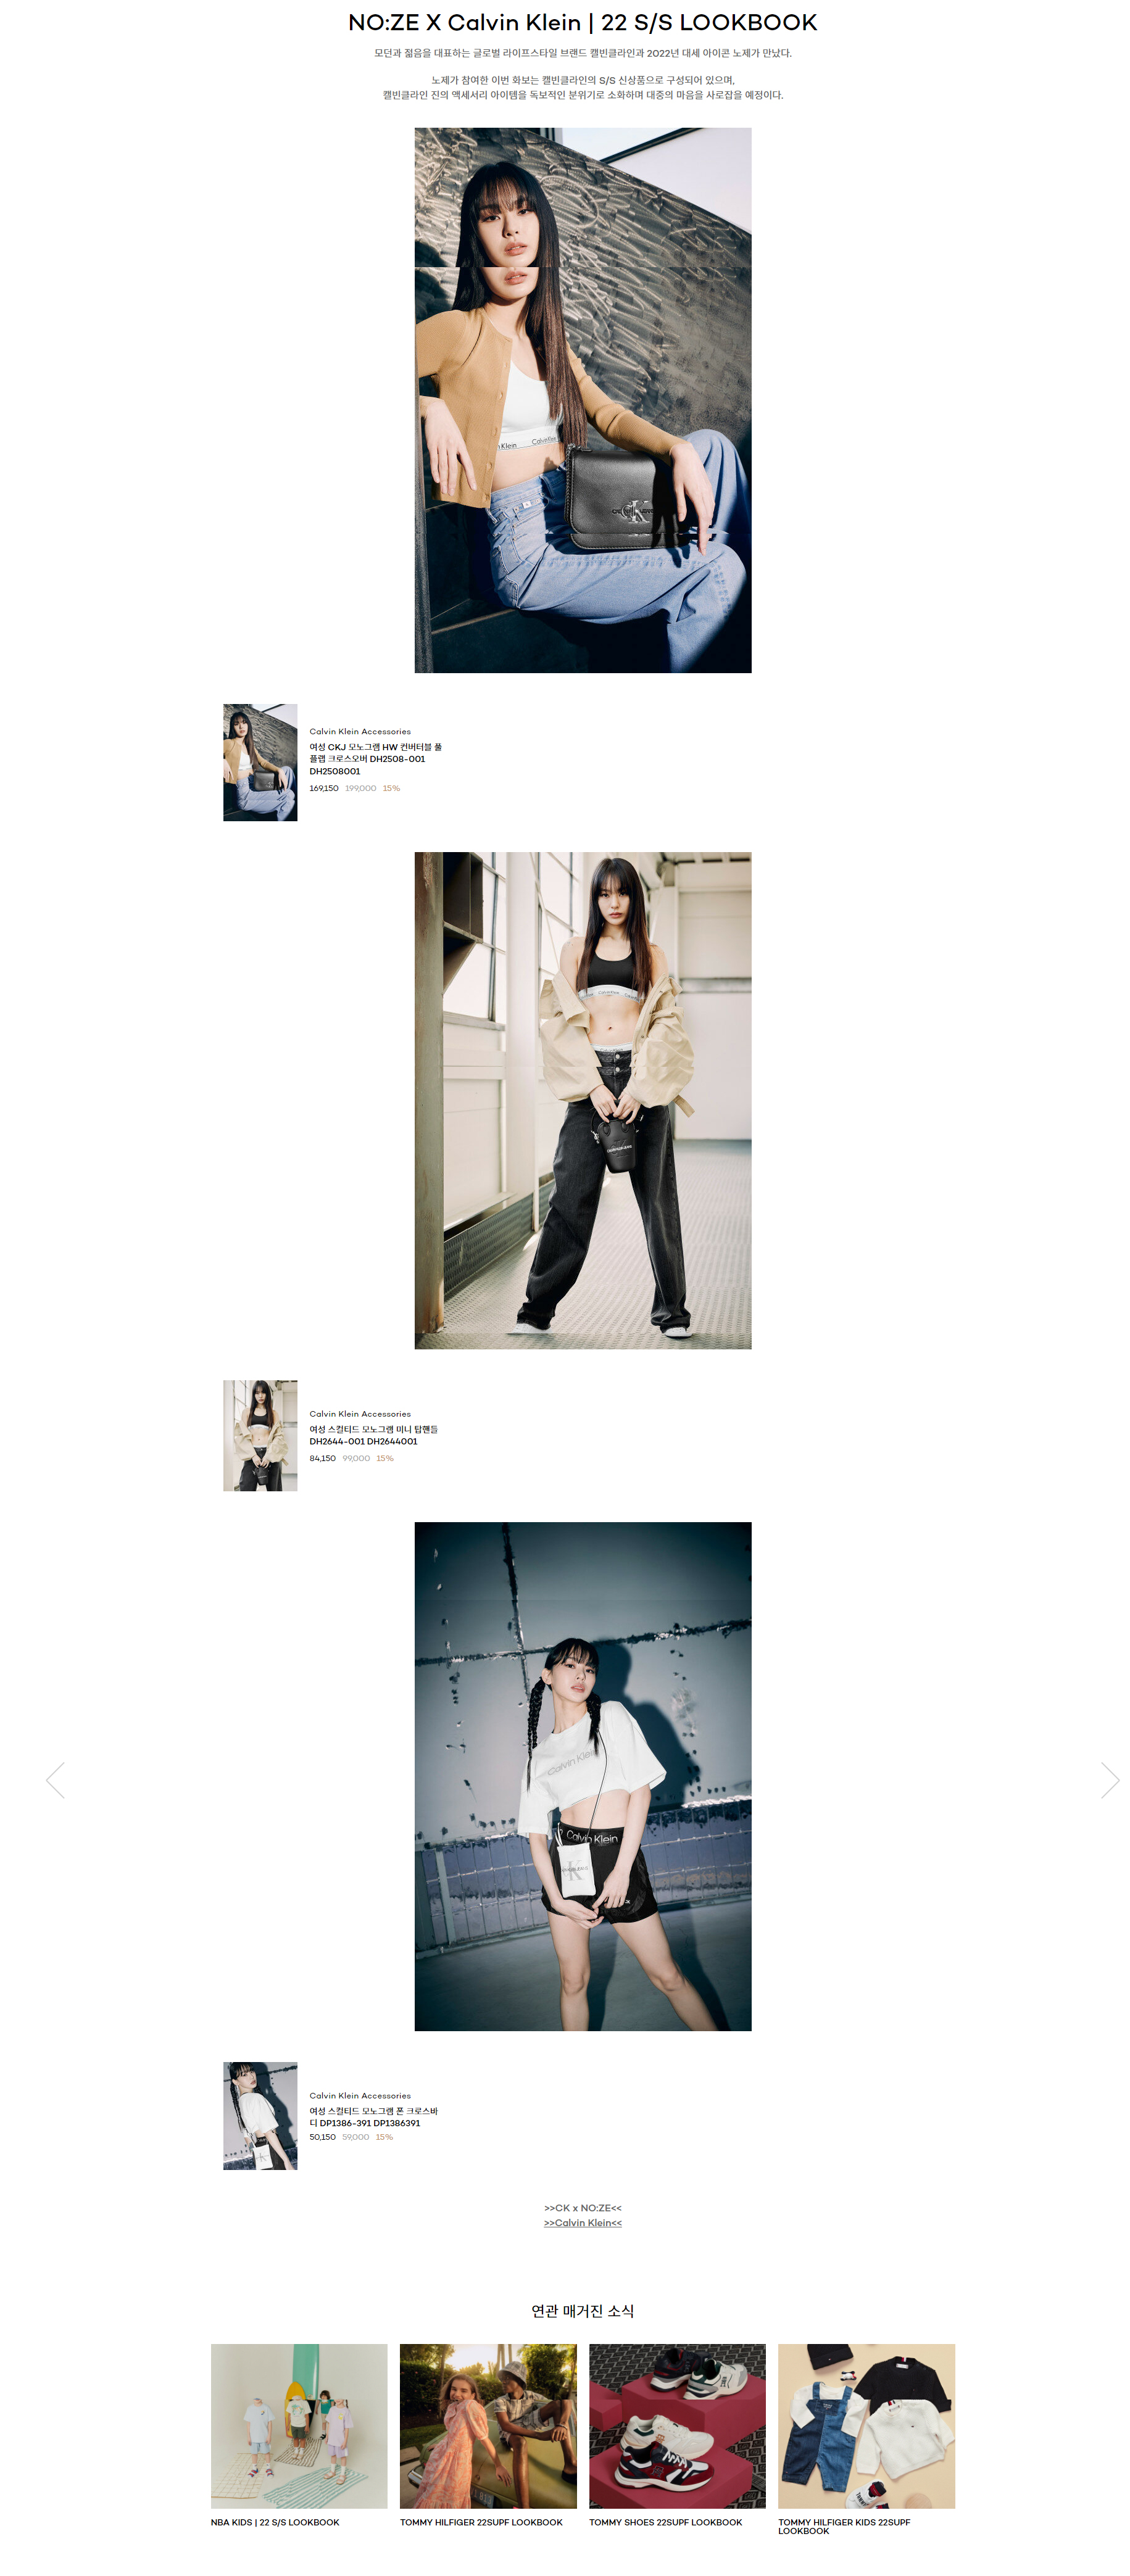 NO:ZE X Calvin Klein | 22 S/S LOOKBOOK
모던과 젊음을 대표하는 글로벌 라이프스타일 브랜드 캘빈클라인과 2022년 대세 아이콘 노제가 만났다.
노제가 참여한 이번 화보는 캘빈클라인의 S/S 신상품으로 구성되어 있으며,
캘빈클라인 진의 액세서리 아이템을 독보적인 분위기로 소화하며 대중의 마음을 사로잡을 예정이다.
Calvin Klein Accessories
여성 CKJ 모노그램 HW 컨버터블 풀
플랩 크로스오버 DH2508-001
DH2508001
169,150 199,000 15%
Calvin Klein Accessories
여성 스컬티드 모노그램 미니 탑핸들
DH2644-001 DH2644001
84,150 99,000 15%
Calvin Klein
Calvin Klein
Calvin Klein Accessories
여성 스컬티드 모노그램 폰 크로스바
디 DP1386-391 DP1386391
50,150 59,000 15%
>>CK x NO:ZE<<
>>Calvin Klein<<
연관 매거진 소식
NBA KIDS | 22 S/S LOOKBOOK
TOMMY HILFIGER 22SUPF LOOKBOOK
TOMMY SHOES 22SUPF LOOKBOOK
TOMMY HILFIGER KIDS 22SUPF
LOOKBOOK